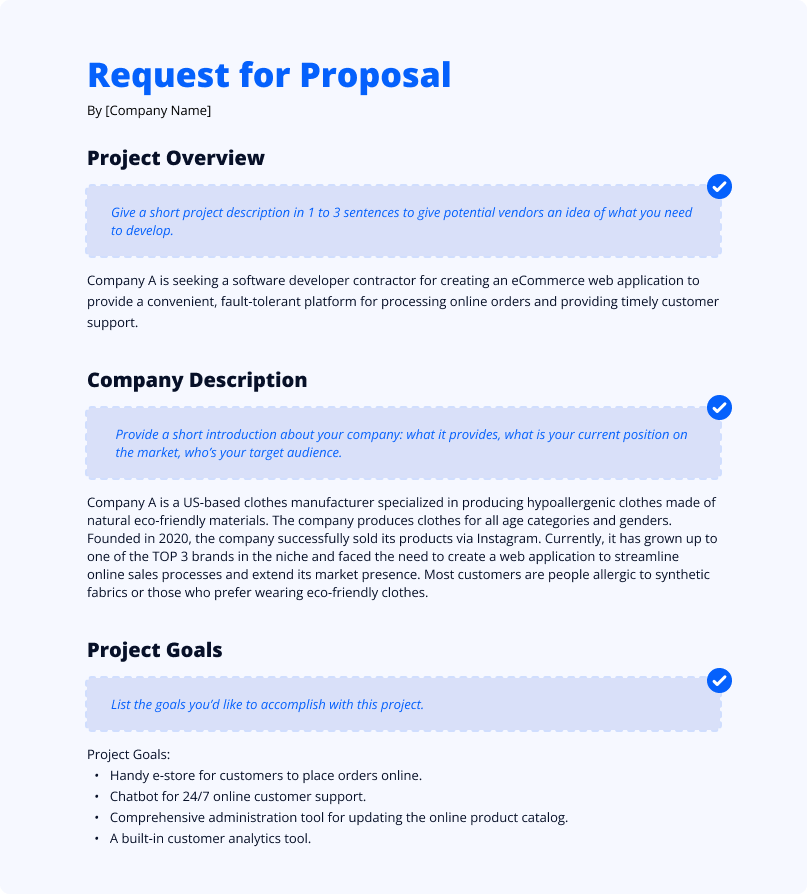 Request for Proposal
By [Company Name]
Project Overview
Give a short project description in 1 to 3 sentences to give potential vendors an idea of what you need
to develop.
Company A is seeking a software developer contractor for creating an eCommerce web application to
provide a convenient, fault-tolerant platform for processing online orders and providing timely customer
support.
Company Description
Provide a short introduction about your company: what it provides, what is your current position on
the market, who’s your target audience.
Company A is a US-based clothes manufacturer specialized in producing hypoallergenic clothes made of
natural eco-friendly materials. The company produces clothes for all age categories and genders.
Founded in 2020, the company successfully sold its products via Instagram. Currently, it has grown up to
one of the TOP 3 brands in the niche and faced the need to create a web application to streamline
online sales processes and extend its market presence. Most customers are people allergic to synthetic
fabrics or those who prefer wearing eco-friendly clothes.
Project Goals
List the goals you’d like to accomplish with this project.
Project Goals:
• Handy e-store for customers to place orders online.
• Chatbot for 24/7 online customer support.
• Comprehensive administration tool for updating the online product catalog.
• A built-in customer analytics tool.